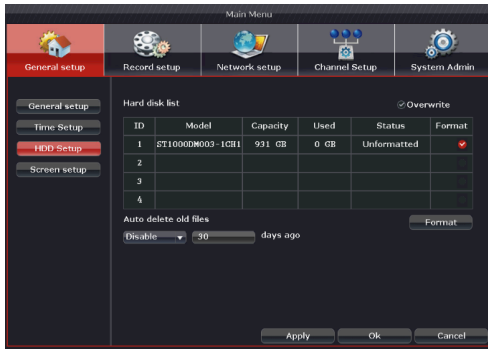 Main Menu
General setup Record setup Network setup Channel Setup System Admin
General setup
Time Setup
HDD Setup
Screen setup
Hard disk list Overwrite
ID Model Capacity Used Status Format
1 ST1000DM003-1CH1 931 GB 0 GB Unformatted
2
3
4
Auto delete old files Format
Disable 30 days ago
Apply Ok Cancel